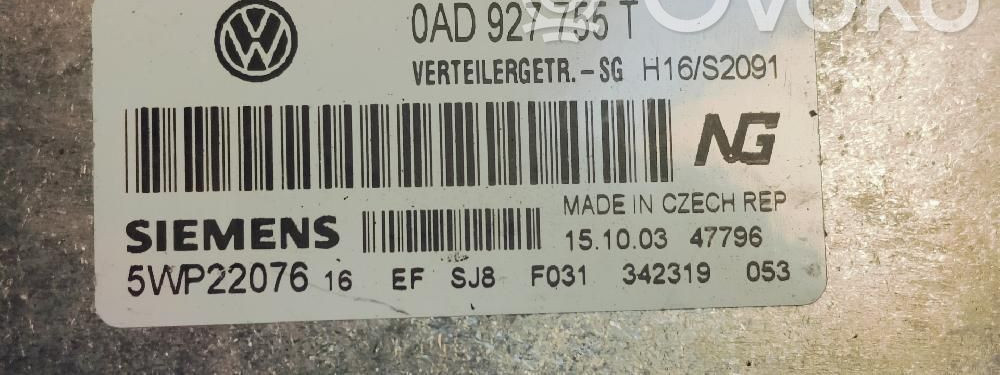 OVOKO
0AD 927 755 T
VERTEILERGETR.-SG H16/S2091
NG
SIEMENS
MADE IN CZECH REP
15.10.03 47796
5WP22076 16 EF SJ8 F031 342319 053